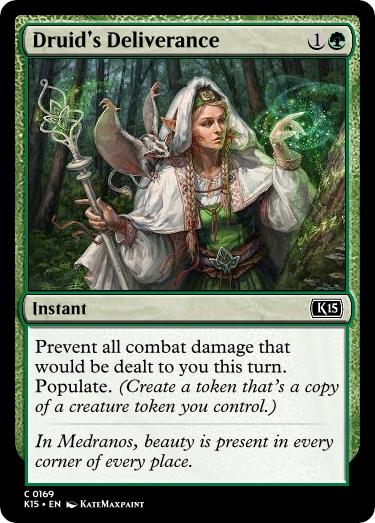 Druid's Deliverance 1
Instant K15
Prevent all combat damage that
would be dealt to you this turn.
Populate. (Create a token that's a copy
of a creature token you control.)
In Medranos, beauty is present in every
corner of every place.
C 0169
K15 • EN KateMaxpaint